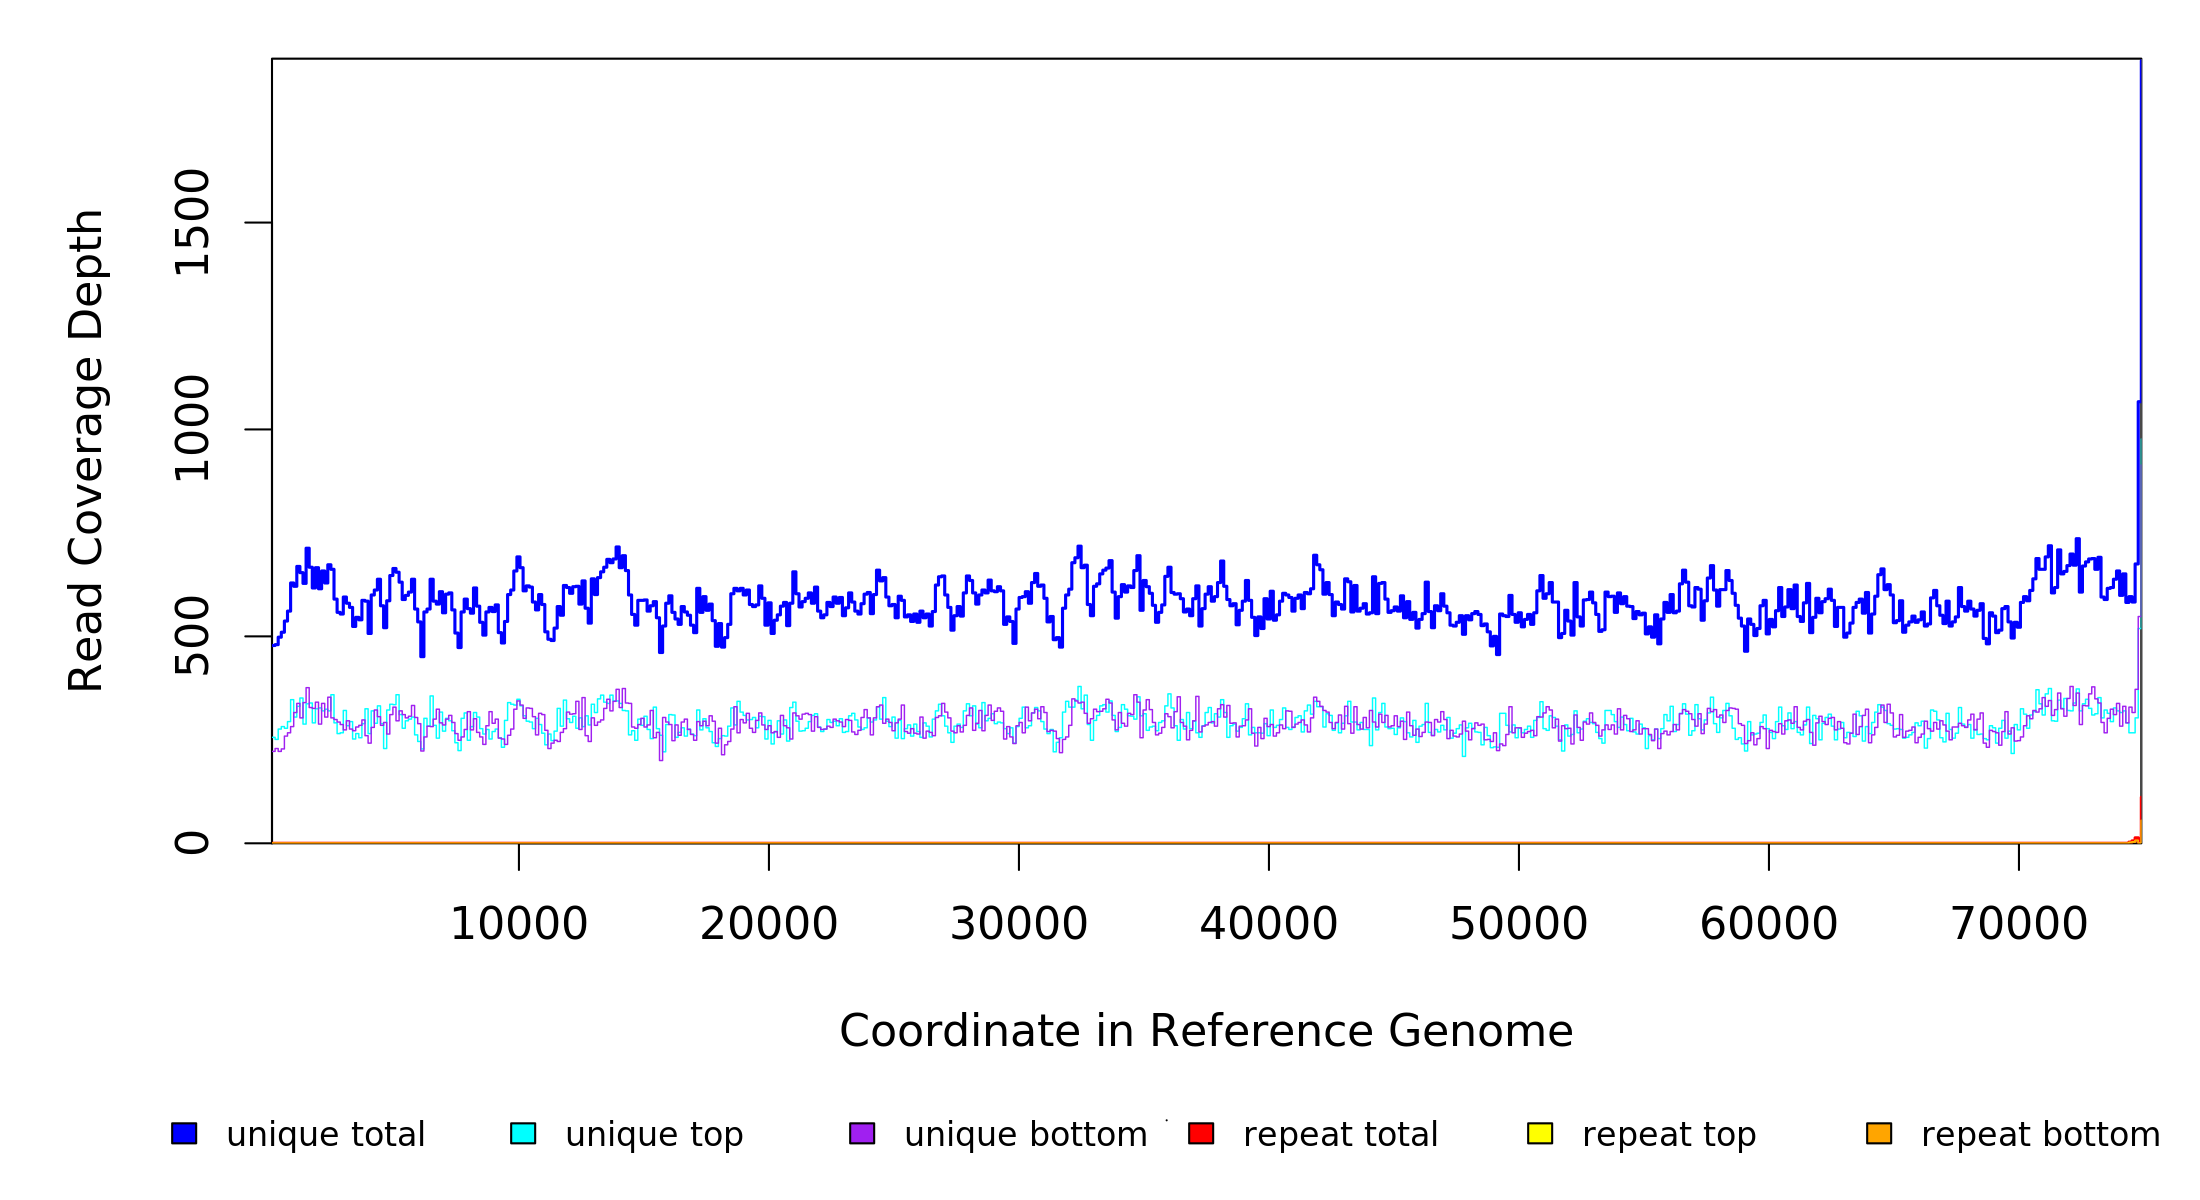 Read Coverage Depth
1500
1000
500
0
10000 20000 30000 40000 50000 60000 70000
Coordinate in Reference Genome
unique total unique top unique bottom repeat total repeat top repeat bottom